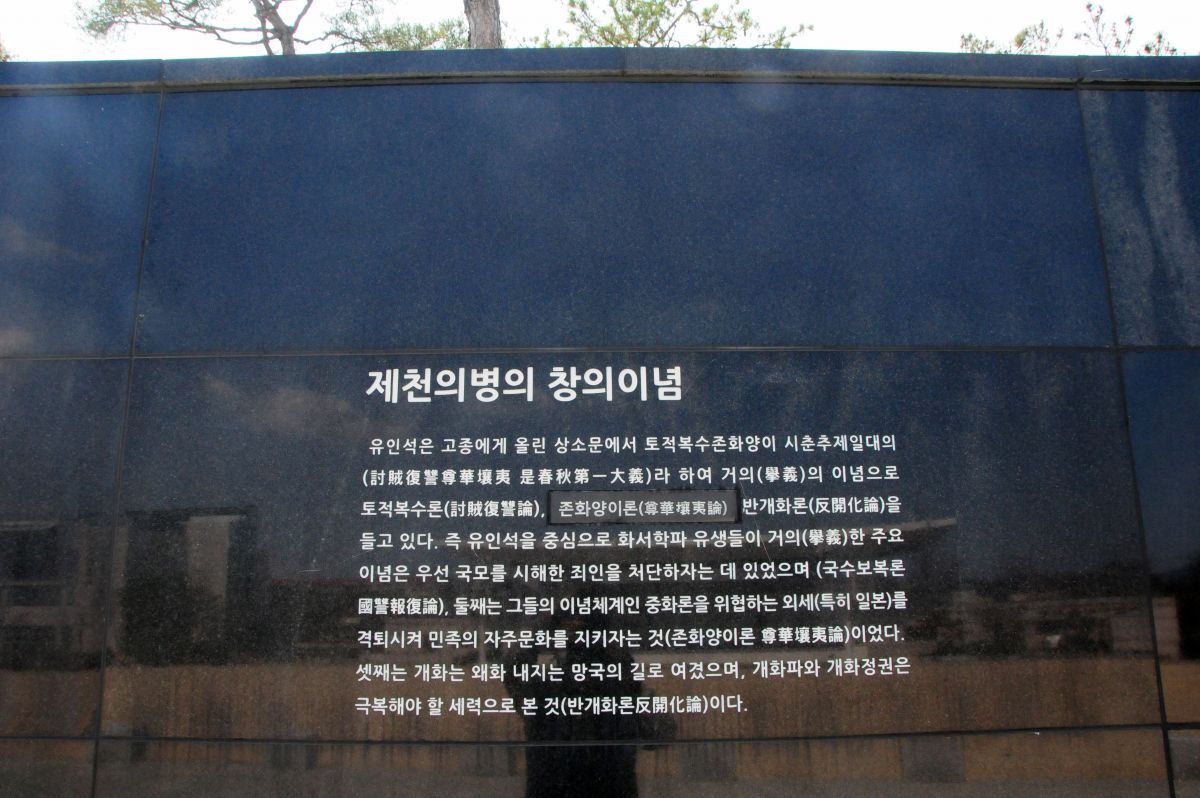 제천의병의 창의이념
유인석은 고종에게 올린 상소문에서 토적복수존화양이 시춘추제일대의
(討賊復讐尊華壤夷 是春秋第一大義)라 하여 거의(擧義)의 이념으로
토적복수론(討賊復讐論), 존화양이론(尊華壤夷論) 반개화론(反開化論)을
들고 있다. 즉 유인석을 중심으로 화서학파 유생들이 거의(擧義)한 주요
이념은 우선 국모를 시해한 죄인을 처단하자는 데 있었으며 (국수보복론
國讐報復論), 둘째는 그들의 이념체계인 중화론을 위협하는 외세(특히 일본)를
격퇴시켜 민족의 자주문화를 지키자는 것(존화양이론 尊華壤夷論)이었다.
셋째는 개화는 왜화 내지는 망국의 길로 여겼으며, 개화파와 개화정권은
극복해야 할 세력으로 본 것(반개화론反開化論)이다.